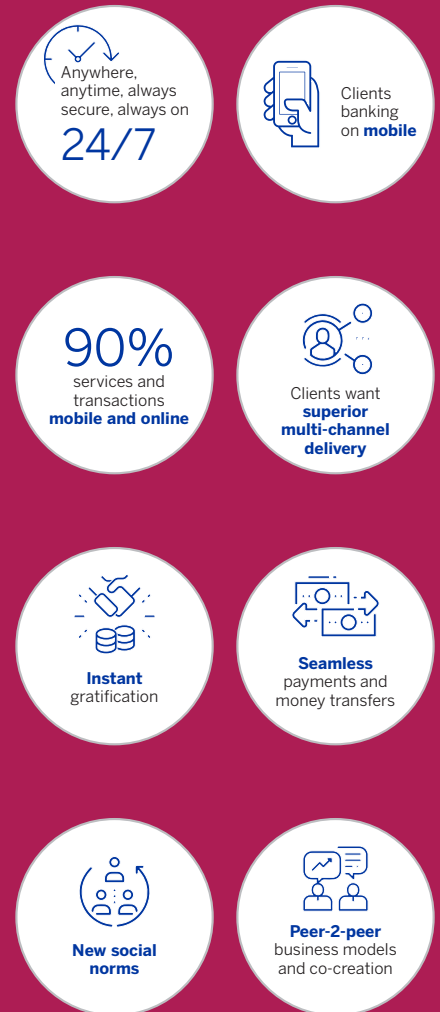 Anywhere,
anytime, always
secure, always on
24/7
Clients
banking
on mobile
90%
services and
transactions
mobile and online
Clients want
superior
multi-channel
delivery
Instant
gratification
Seamless
payments and
money transfers
New social
norms
Peer-2-peer
business models
and co-creation